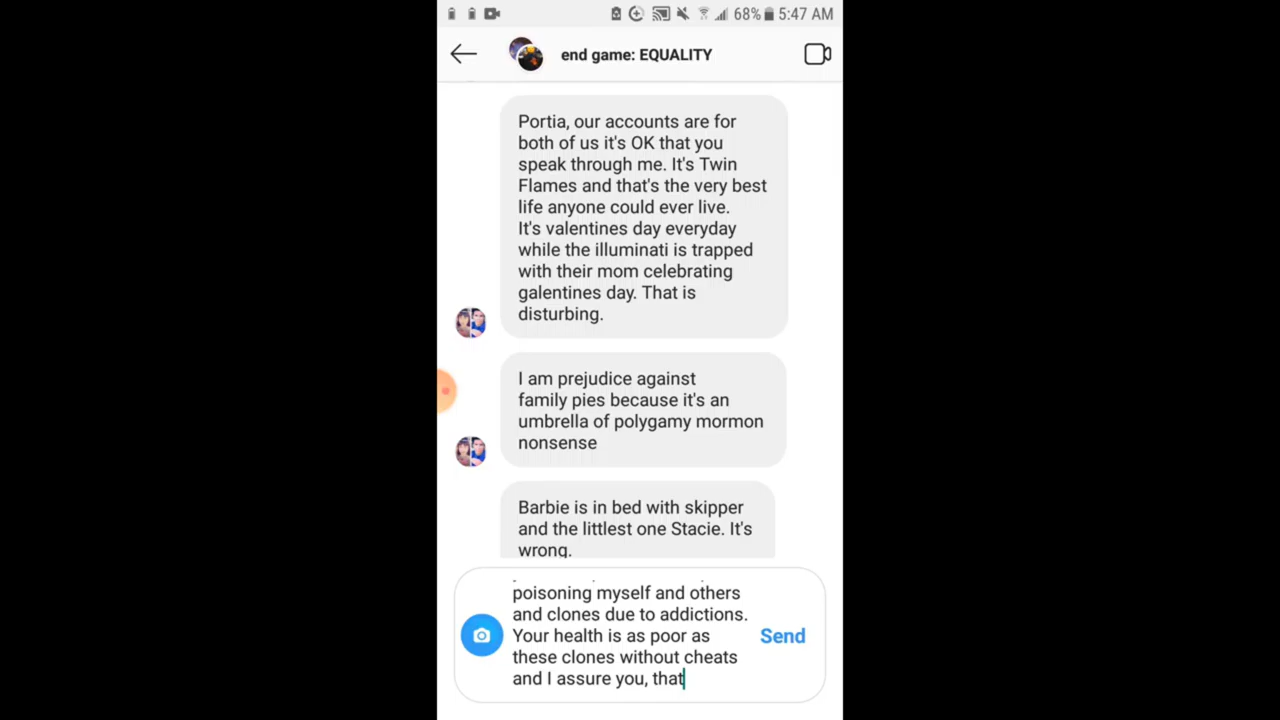 68% 5:47 AM
end game: EQUALITY
Portia, our accounts are for
both of us it's OK that you
speak through me. It's Twin
Flames and that's the very best
life anyone could ever live.
It's valentines day everyday
while the illuminati is trapped
with their mom celebrating
galentines day. That is
disturbing.
I am prejudice against
family pies because it's an
umbrella of polygamy mormon
nonsense
Barbie is in bed with skipper
and the littlest one Stacie. It's
wrong.
poisoning myself and others
and clones due to addictions.
Your health is as poor as
these clones without cheats
and I assure you, that
Send